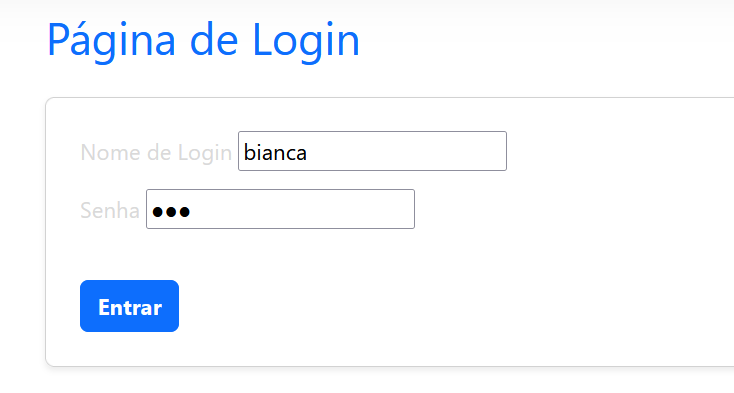 Página de Login
Nome de Login bianca
Senha •••
Entrar